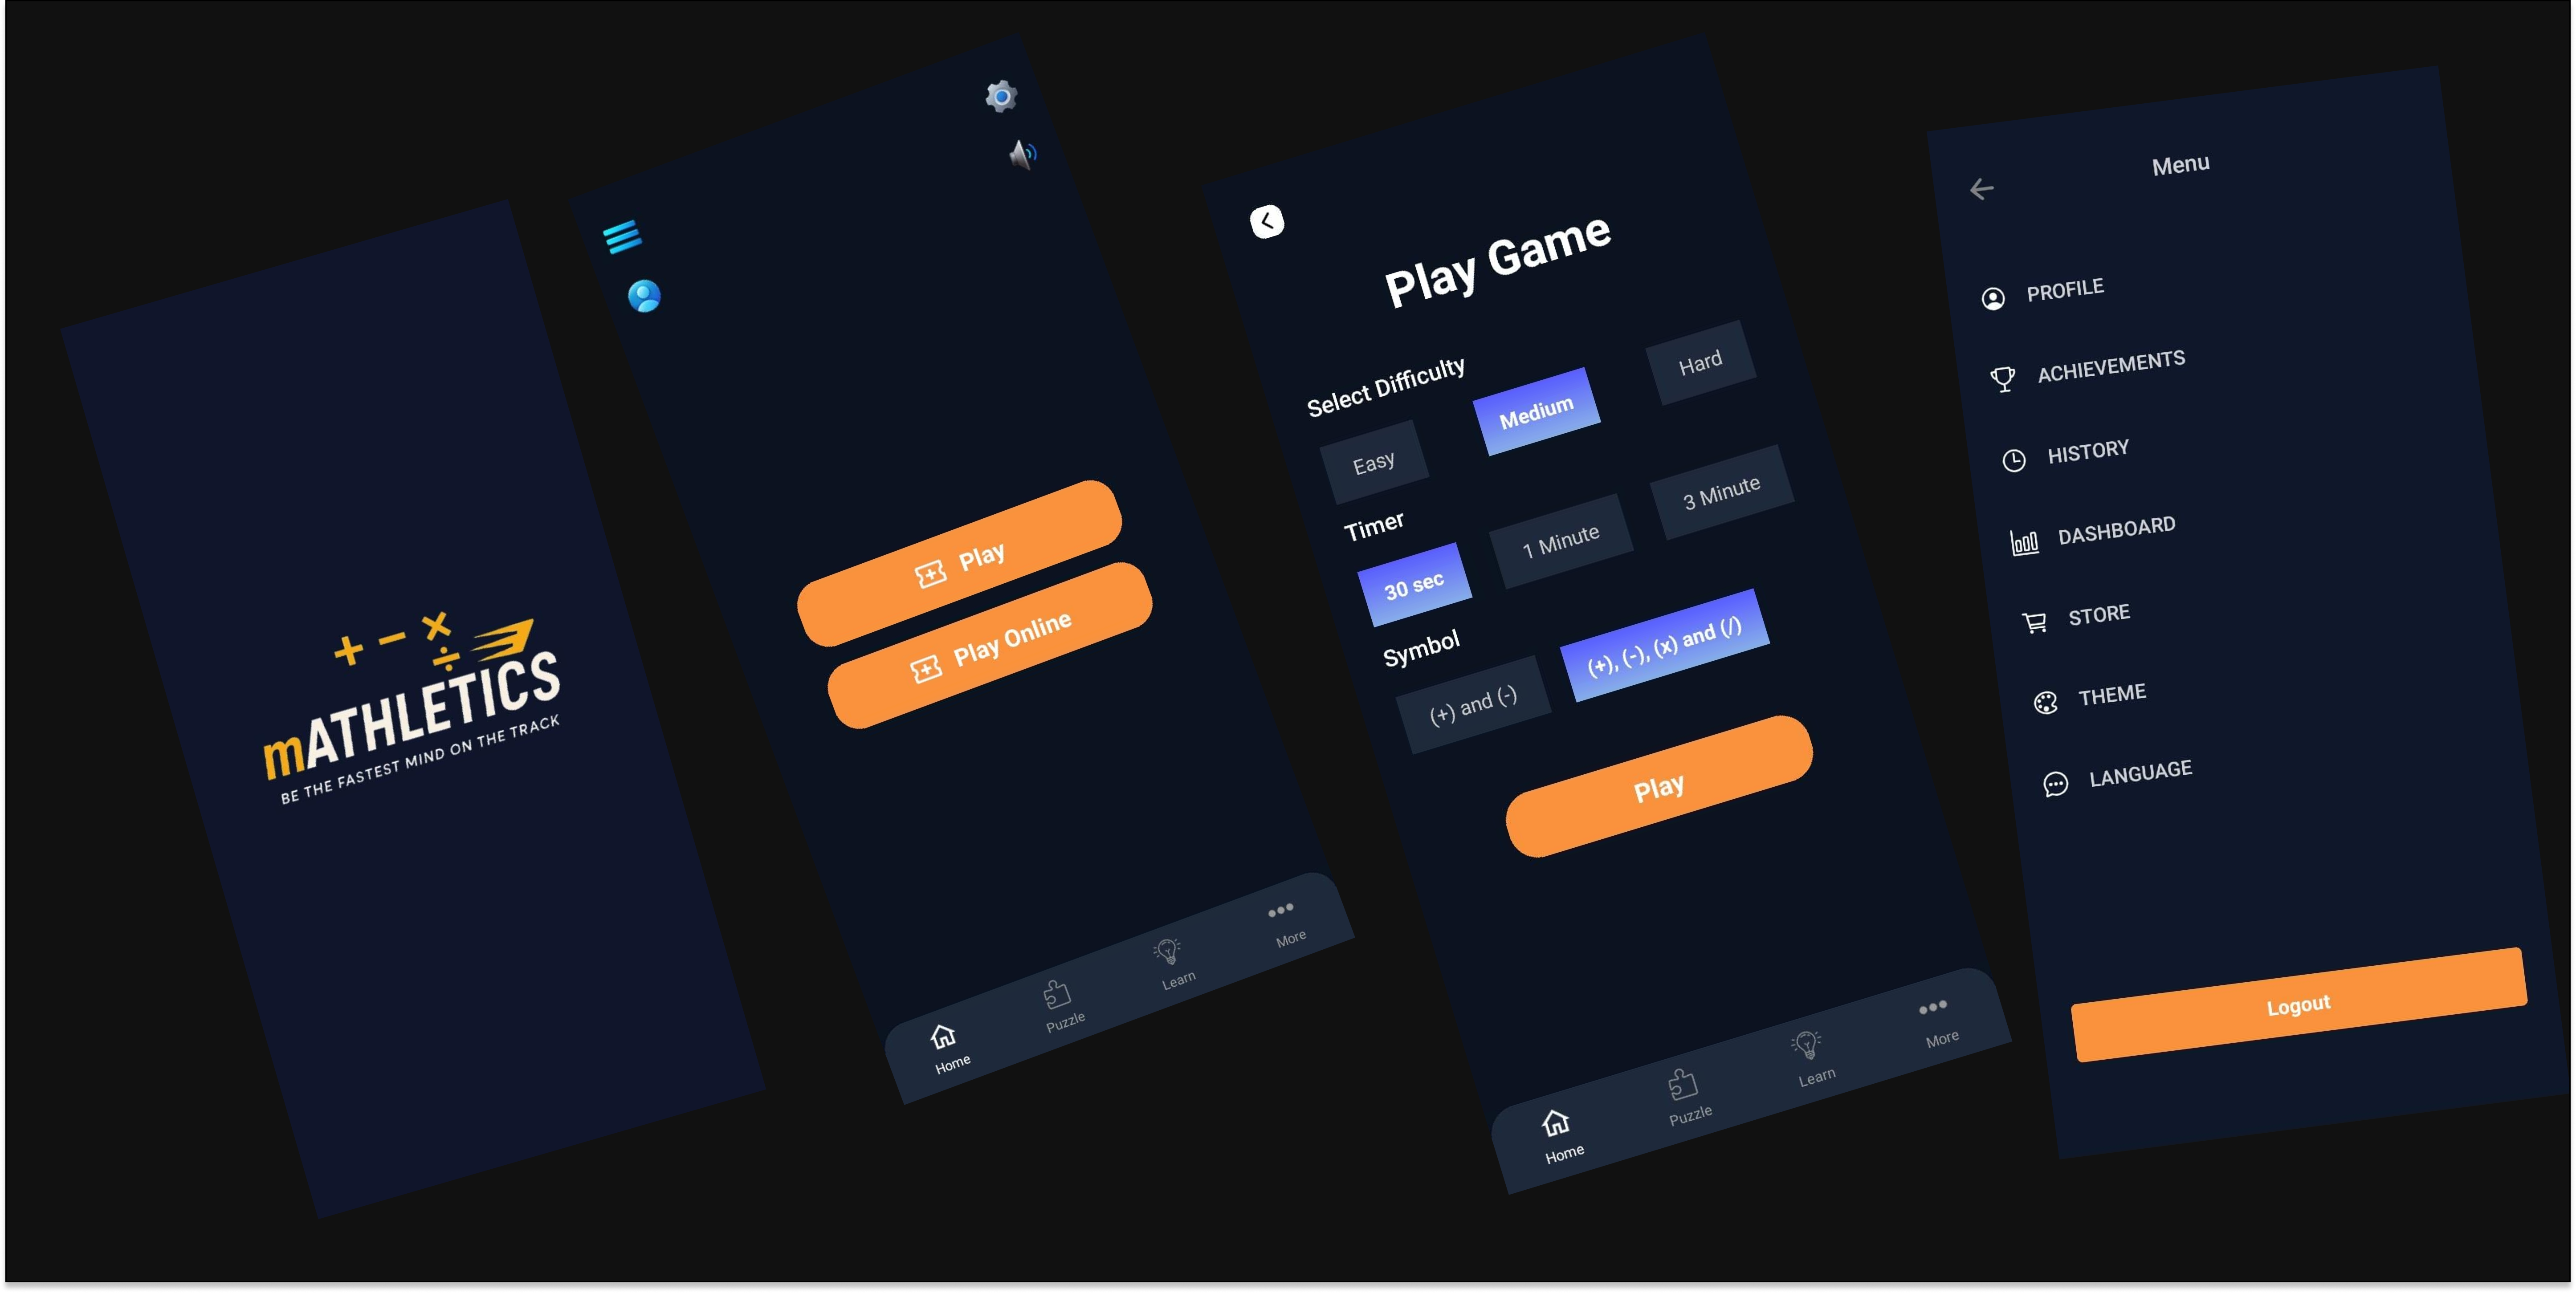 + − × ÷
mATHLETICS
BE THE FASTEST MIND ON THE TRACK
Play
Play Online
Home
Puzzle
Learn
More
Play Game
Select Difficulty
Easy
Medium
Hard
Timer
30 sec
1 Minute
3 Minute
Symbol
(+) and (-)
(+), (-), (x) and (/)
Play
Home
Puzzle
Learn
More
Menu
PROFILE
ACHIEVEMENTS
HISTORY
DASHBOARD
STORE
THEME
LANGUAGE
Logout